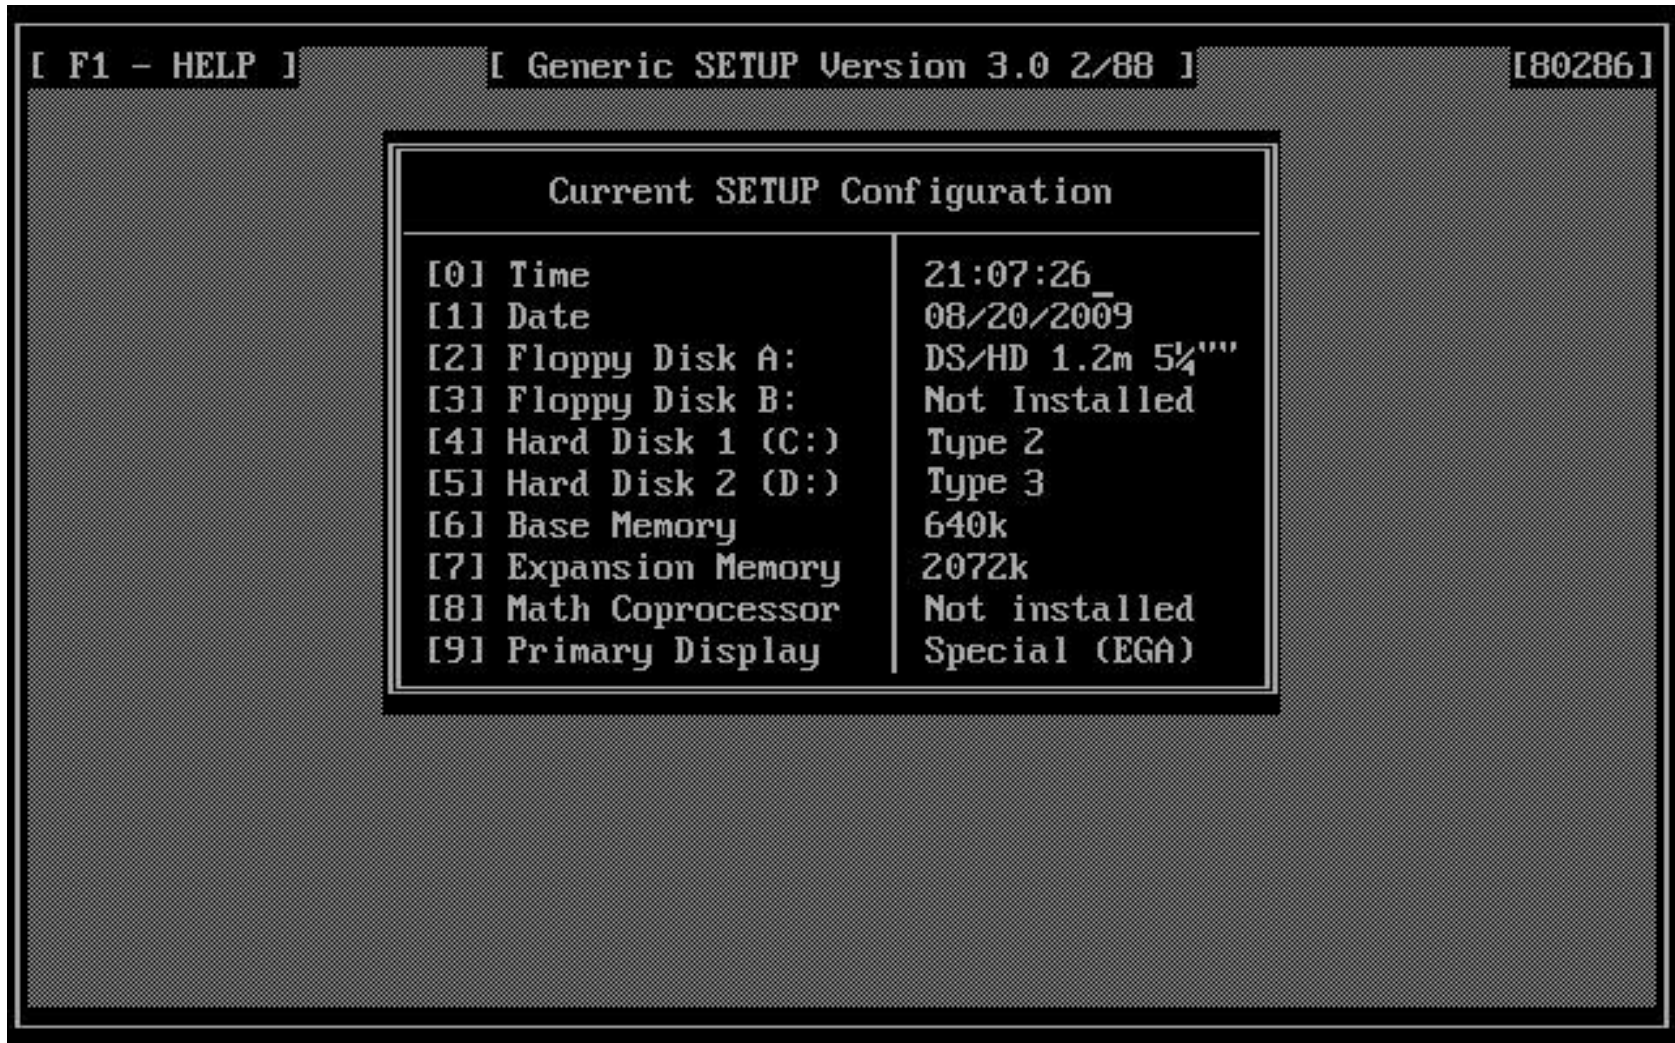 [ F1 - HELP ] [ Generic SETUP Version 3.0 2/88 ] [80286]
Current SETUP Configuration
[0] Time 21:07:26_
[1] Date 08/20/2009
[2] Floppy Disk A: DS/HD 1.2m 5¼""
[3] Floppy Disk B: Not Installed
[4] Hard Disk 1 (C:) Type 2
[5] Hard Disk 2 (D:) Type 3
[6] Base Memory 640k
[7] Expansion Memory 2072k
[8] Math Coprocessor Not installed
[9] Primary Display Special (EGA)